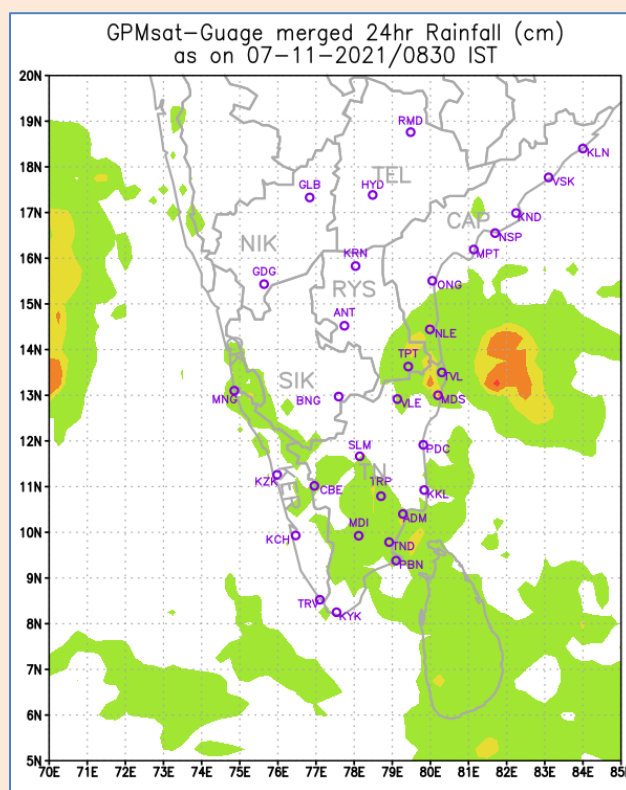 GPMsat-Guage merged 24hr Rainfall (cm)
as on 07-11-2021/0830 IST
20N
19N
RMD
KLN
18N
VSK
GLB
HYD
TEL
17N
CAP
KND
NSP
NIK
MPT
16N
KRN
GDG
ONG
RYS
15N
ANT
NLE
14N
TPT
TVL
SIK
13N
MNG
BNG
VLE
MDS
12N
PDC
SLM
TN
KZK
TRP
11N
KER
CBE
KKL
ADM
MDI
10N
KCH
TND
PBN
9N
TRV
KYK
8N
7N
6N
5N
70E 71E 72E 73E 74E 75E 76E 77E 78E 79E 80E 81E 82E 83E 84E 85E